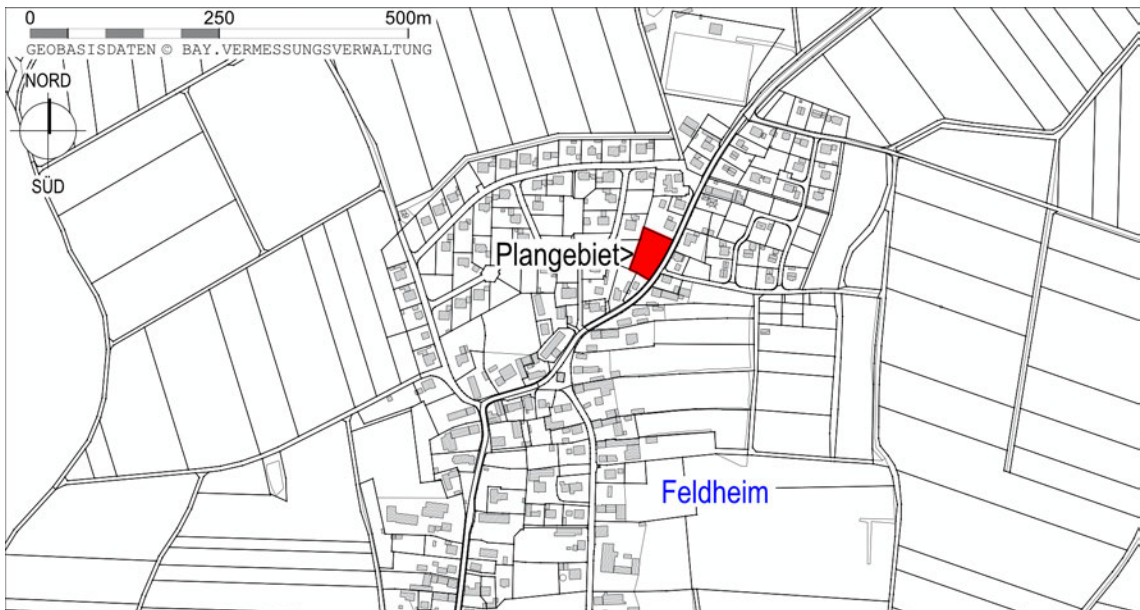 0 250 500m
GEOBASISDATEN © BAY.VERMESSUNGSVERWALTUNG
NORD
SÜD
Plangebiet>
Feldheim